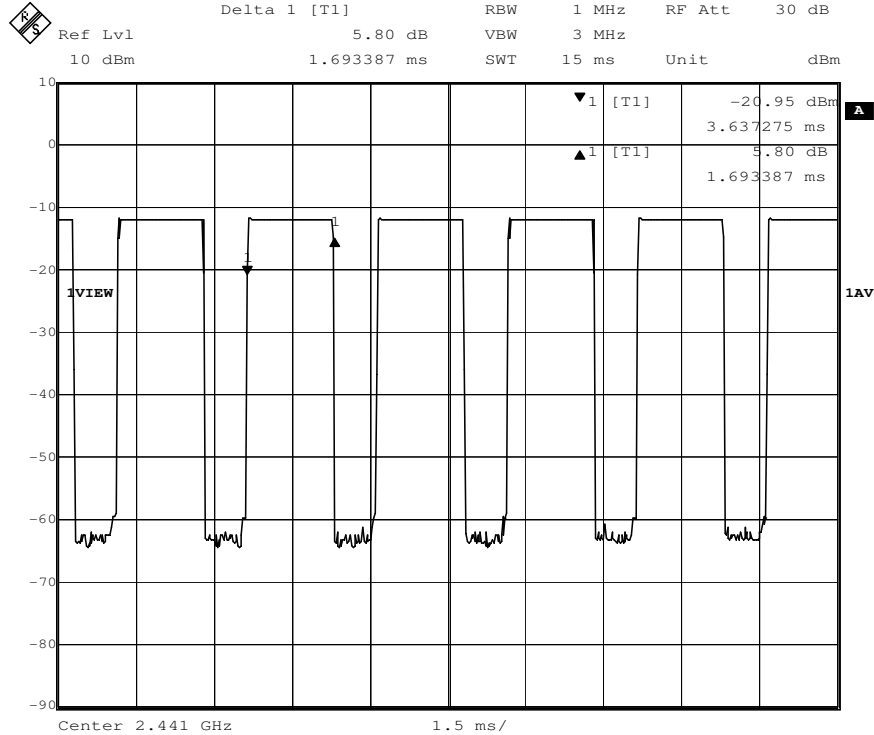 R S
Delta 1 [T1] RBW 1 MHz RF Att 30 dB
Ref Lvl 5.80 dB VBW 3 MHz
10 dBm 1.693387 ms SWT 15 ms Unit dBm
10
1 [T1] -20.95 dBm A
3.637275 ms
0
1 [T1] 5.80 dB
1.693387 ms
-10
1
1
-20
1VIEW 1AV
-30
-40
-50
-60
-70
-80
-90
Center 2.441 GHz 1.5 ms/